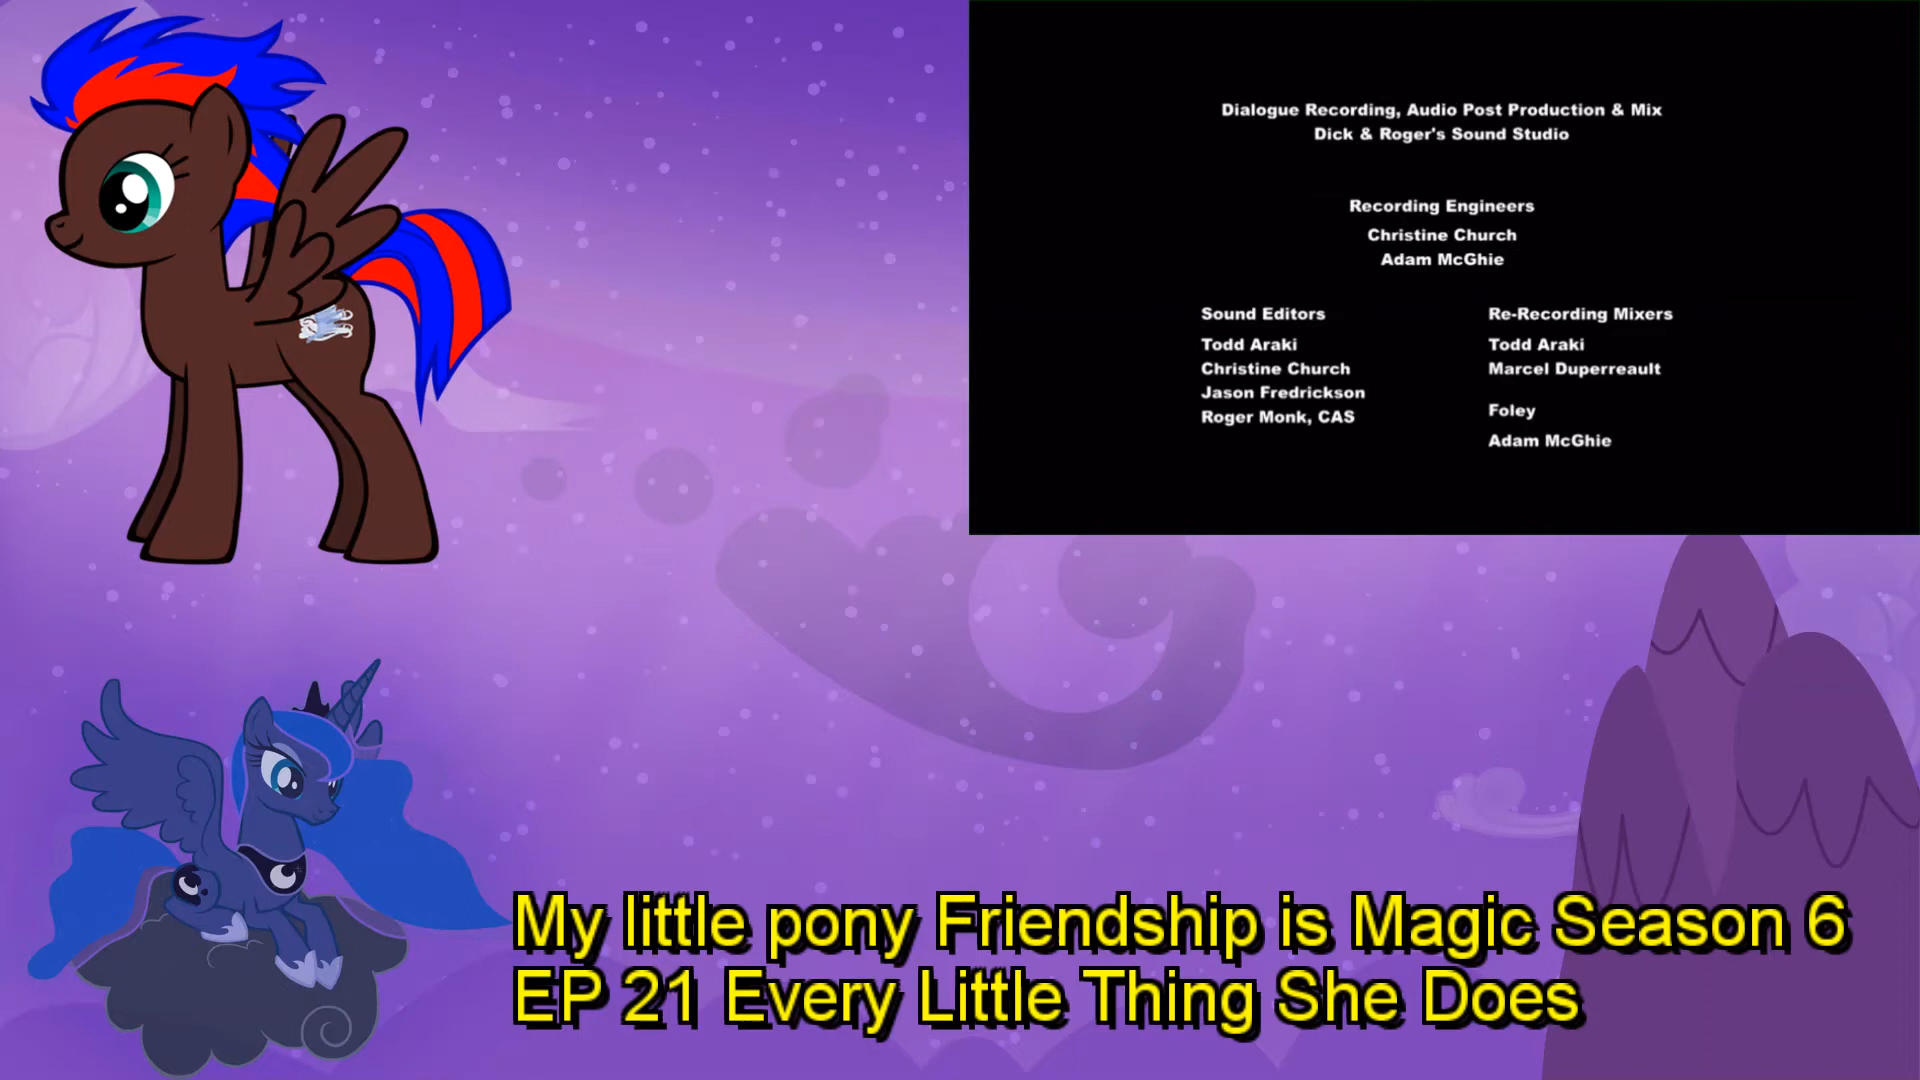 Dialogue Recording, Audio Post Production & Mix
Dick & Roger's Sound Studio
Recording Engineers
Christine Church
Adam McGhie
Sound Editors
Todd Araki
Christine Church
Jason Fredrickson
Roger Monk, CAS
Re-Recording Mixers
Todd Araki
Marcel Duperreault
Foley
Adam McGhie
My little pony Friendship is Magic Season 6
EP 21 Every Little Thing She Does